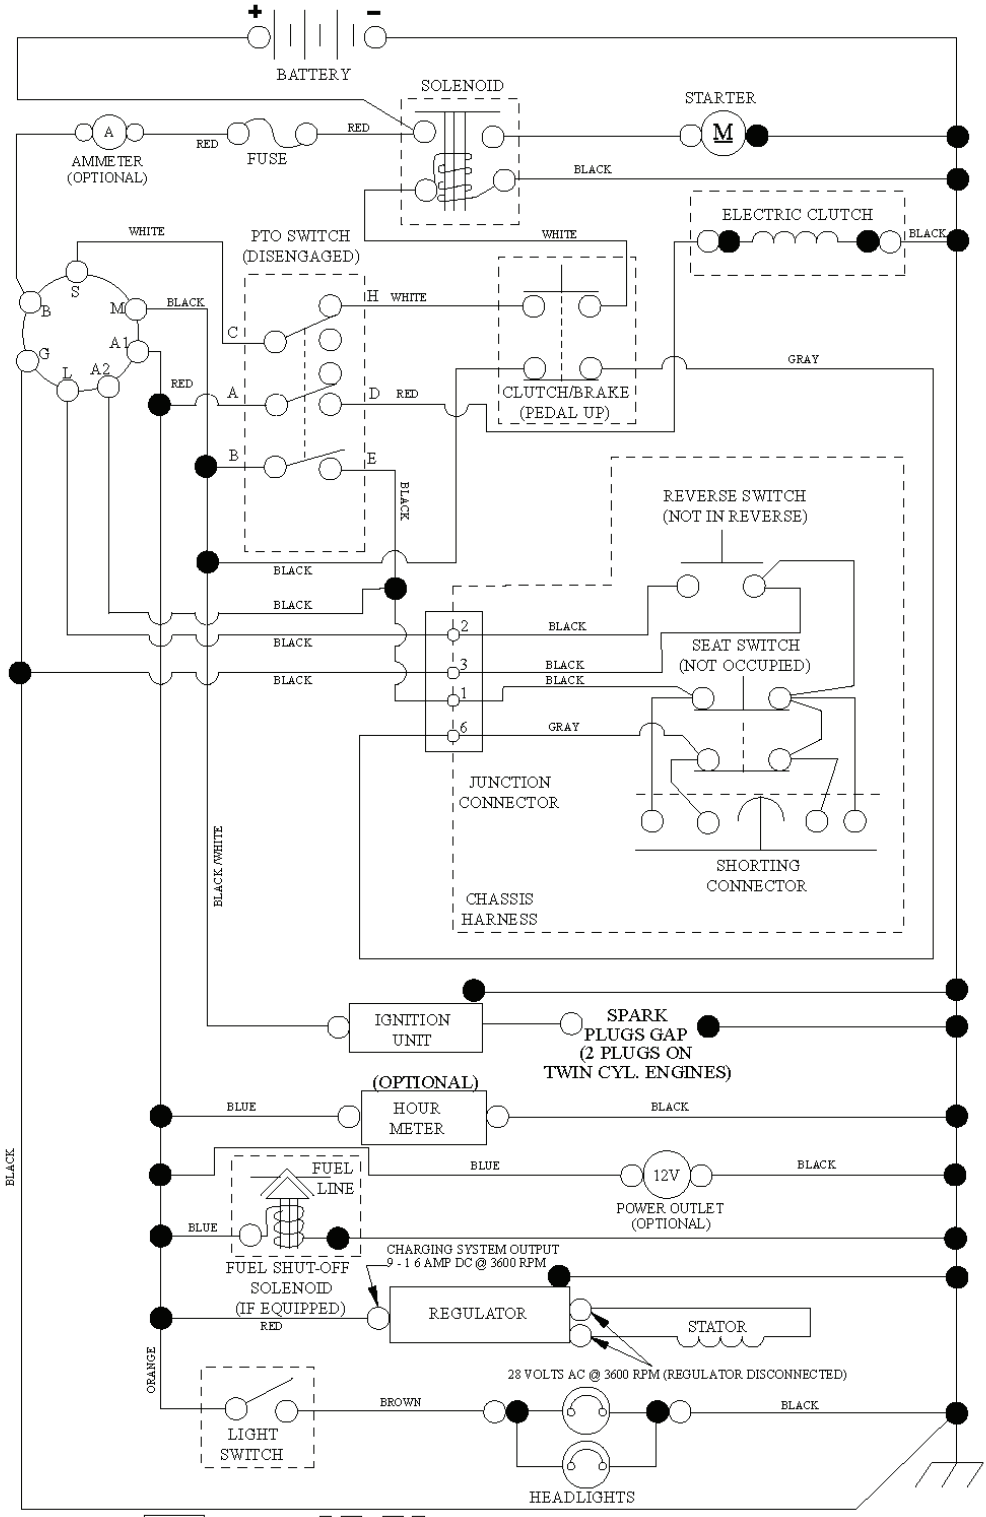 + -
BATTERY
SOLENOID
STARTER
M
A
RED
FUSE
RED
AMMETER
(OPTIONAL)
BLACK
WHITE
PTO SWITCH
(DISENGAGED)
WHITE
ELECTRIC CLUTCH
BLACK
S
B
M
BLACK
H WHITE
C
G
A1
L
A2
RED
A
D RED
CLUTCH/BRAKE
(PEDAL UP)
GRAY
B
E
BLACK
REVERSE SWITCH
(NOT IN REVERSE)
BLACK
BLACK
BLACK
2
BLACK
SEAT SWITCH
(NOT OCCUPIED)
3
BLACK
BLACK
1
BLACK
6
GRAY
JUNCTION
CONNECTOR
BLACK /WHITE
SHORTING
CONNECTOR
CHASSIS
HARNESS
IGNITION
UNIT
SPARK
PLUGS GAP
(2 PLUGS ON
TWIN CYL. ENGINES)
(OPTIONAL)
BLUE
HOUR
METER
BLACK
BLACK
FUEL
LINE
BLUE
12V
BLACK
POWER OUTLET
(OPTIONAL)
BLUE
FUEL SHUT-OFF
SOLENOID
(IF EQUIPPED)
CHARGING SYSTEM OUTPUT
9 - 1 6 AMP DC @ 3600 RPM
RED
REGULATOR
STATOR
28 VOLTS AC @ 3600 RPM (REGULATOR DISCONNECTED)
ORANGE
BROWN
BLACK
LIGHT
SWITCH
HEADLIGHTS